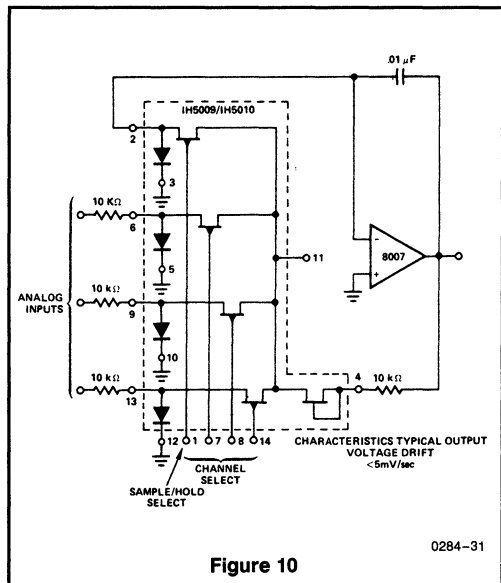 .01 µF
IH5009/IH5010
2
3
10 KΩ
6
5
8007
-
+
11
ANALOG
INPUTS
10 kΩ
9
10
10 kΩ
13
4
10 kΩ
12
1
7
8
14
CHANNEL
SELECT
SAMPLE/HOLD
SELECT
CHARACTERISTICS TYPICAL OUTPUT
VOLTAGE DRIFT
<5mV/sec
0284-31
Figure 10